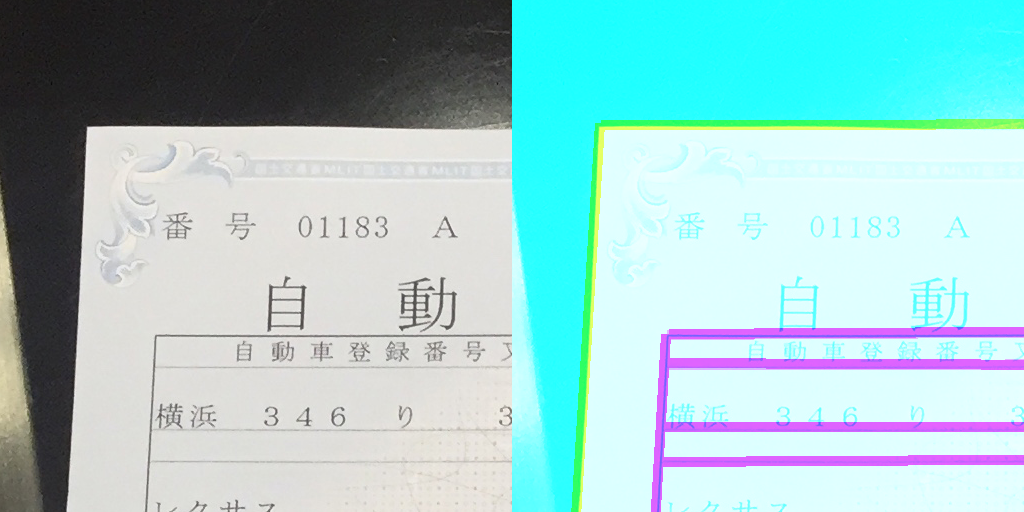 国土交通省MLIT国土交通省MLIT国土交
番号 01183 A
自動
自動車登録番号又
横浜 346 り 3
レクサス
国土交通省MLIT国土交通省MLIT国土交
番号 01183 A
自動
自動車登録番号又
横浜 346 り 3
レクサス